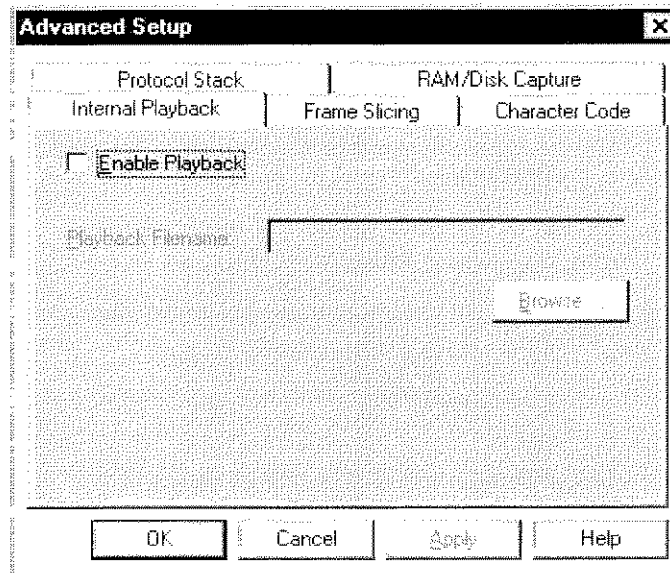 Advanced Setup
Protocol Stack RAM/Disk Capture
Internal Playback Frame Slicing Character Code
Enable Playback
Playback Filename:
Browse...
OK Cancel Apply Help